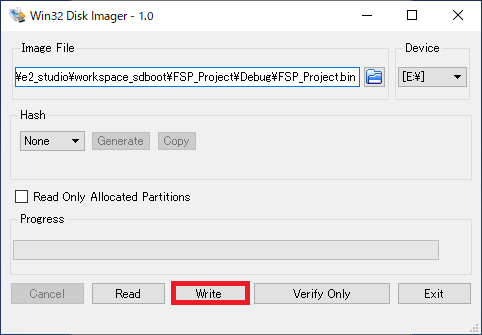 Win32 Disk Imager - 1.0
Image File
Device
¥e2_studio¥workspace_sdboot¥FSP_Project¥Debug¥FSP_Project.bin
[E:¥]
Hash
None
Generate
Copy
Read Only Allocated Partitions
Progress
Cancel
Read
Write
Verify Only
Exit